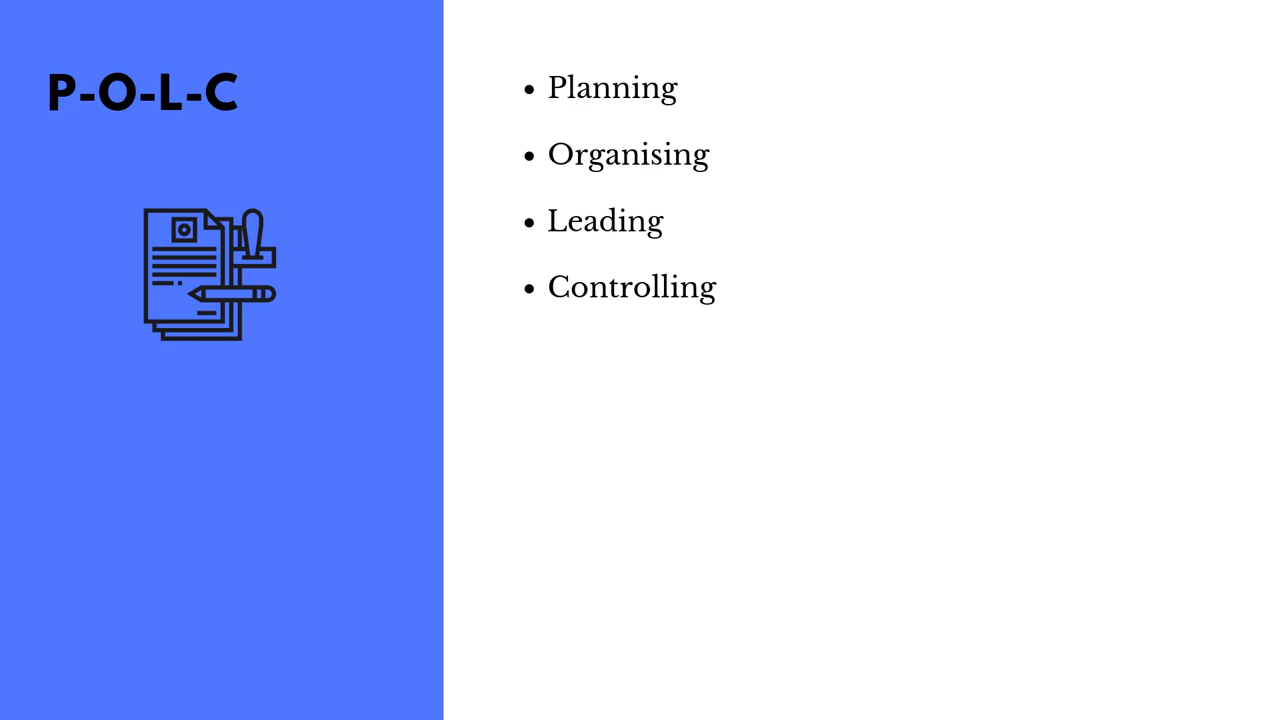 P-O-L-C
• Planning
• Organising
• Leading
• Controlling